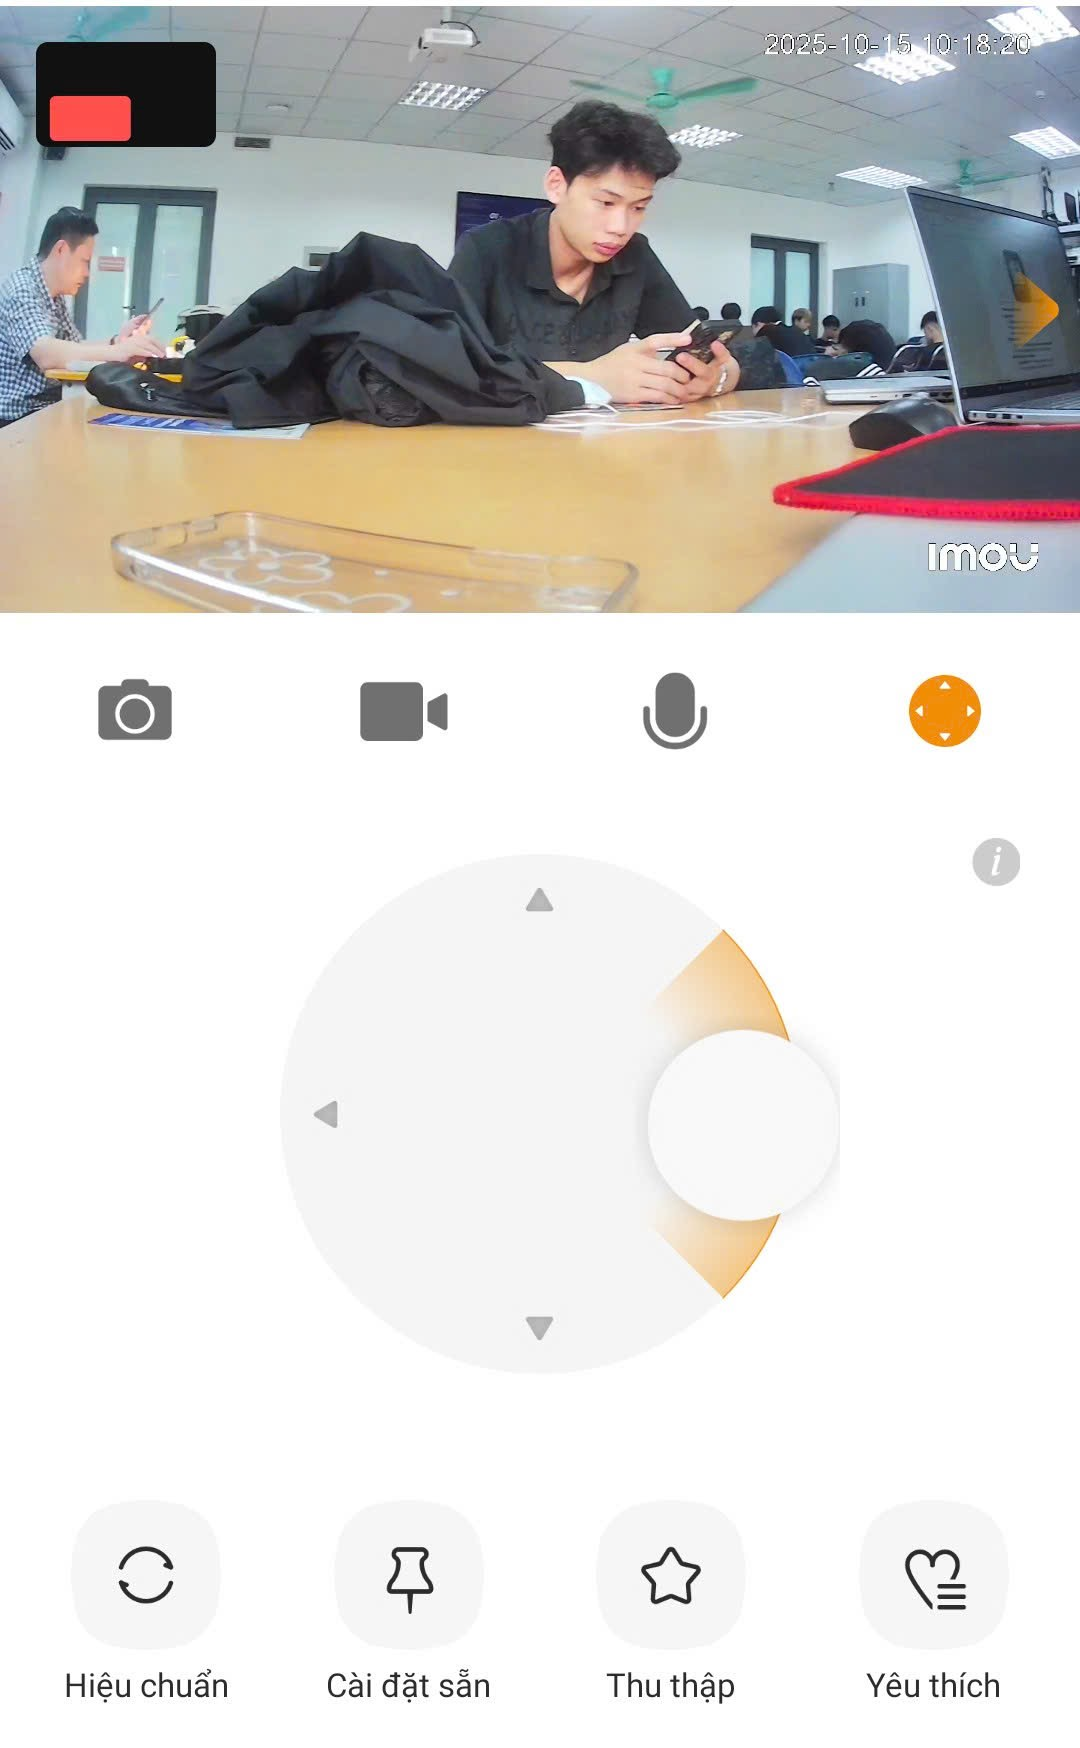 2025-10-15 10:18:20
imou
Hiệu chuẩn
Cài đặt sẵn
Thu thập
Yêu thích